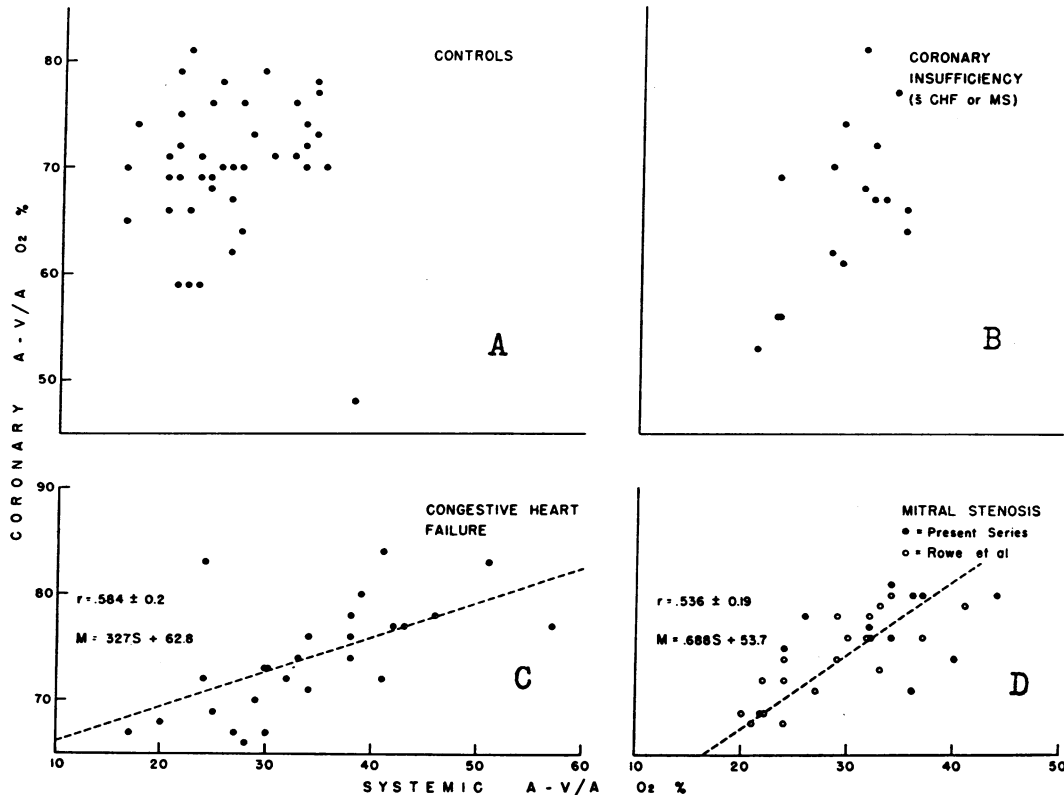 CONTROLS
80
70
60
50
A
CORONARY
INSUFFICIENCY
(s̄ CHF or MS)
B
CORONARY A-V/A O₂ %
90
80
70
CONGESTIVE HEART
FAILURE
r=.584 ± 0.2
M=.327S + 62.8
C
10 20 30 40 50 60
MITRAL STENOSIS
● = Present Series
○ = Rowe et al
r=.536 ± 0.19
M=.688S + 53.7
D
10 20 30 40 50
SYSTEMIC A-V/A O₂ %